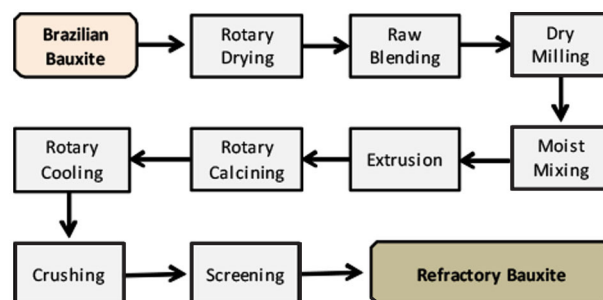 Brazilian
Bauxite
Rotary
Drying
Raw
Blending
Dry
Milling
Moist
Mixing
Extrusion
Rotary
Calcining
Rotary
Cooling
Crushing
Screening
Refractory Bauxite